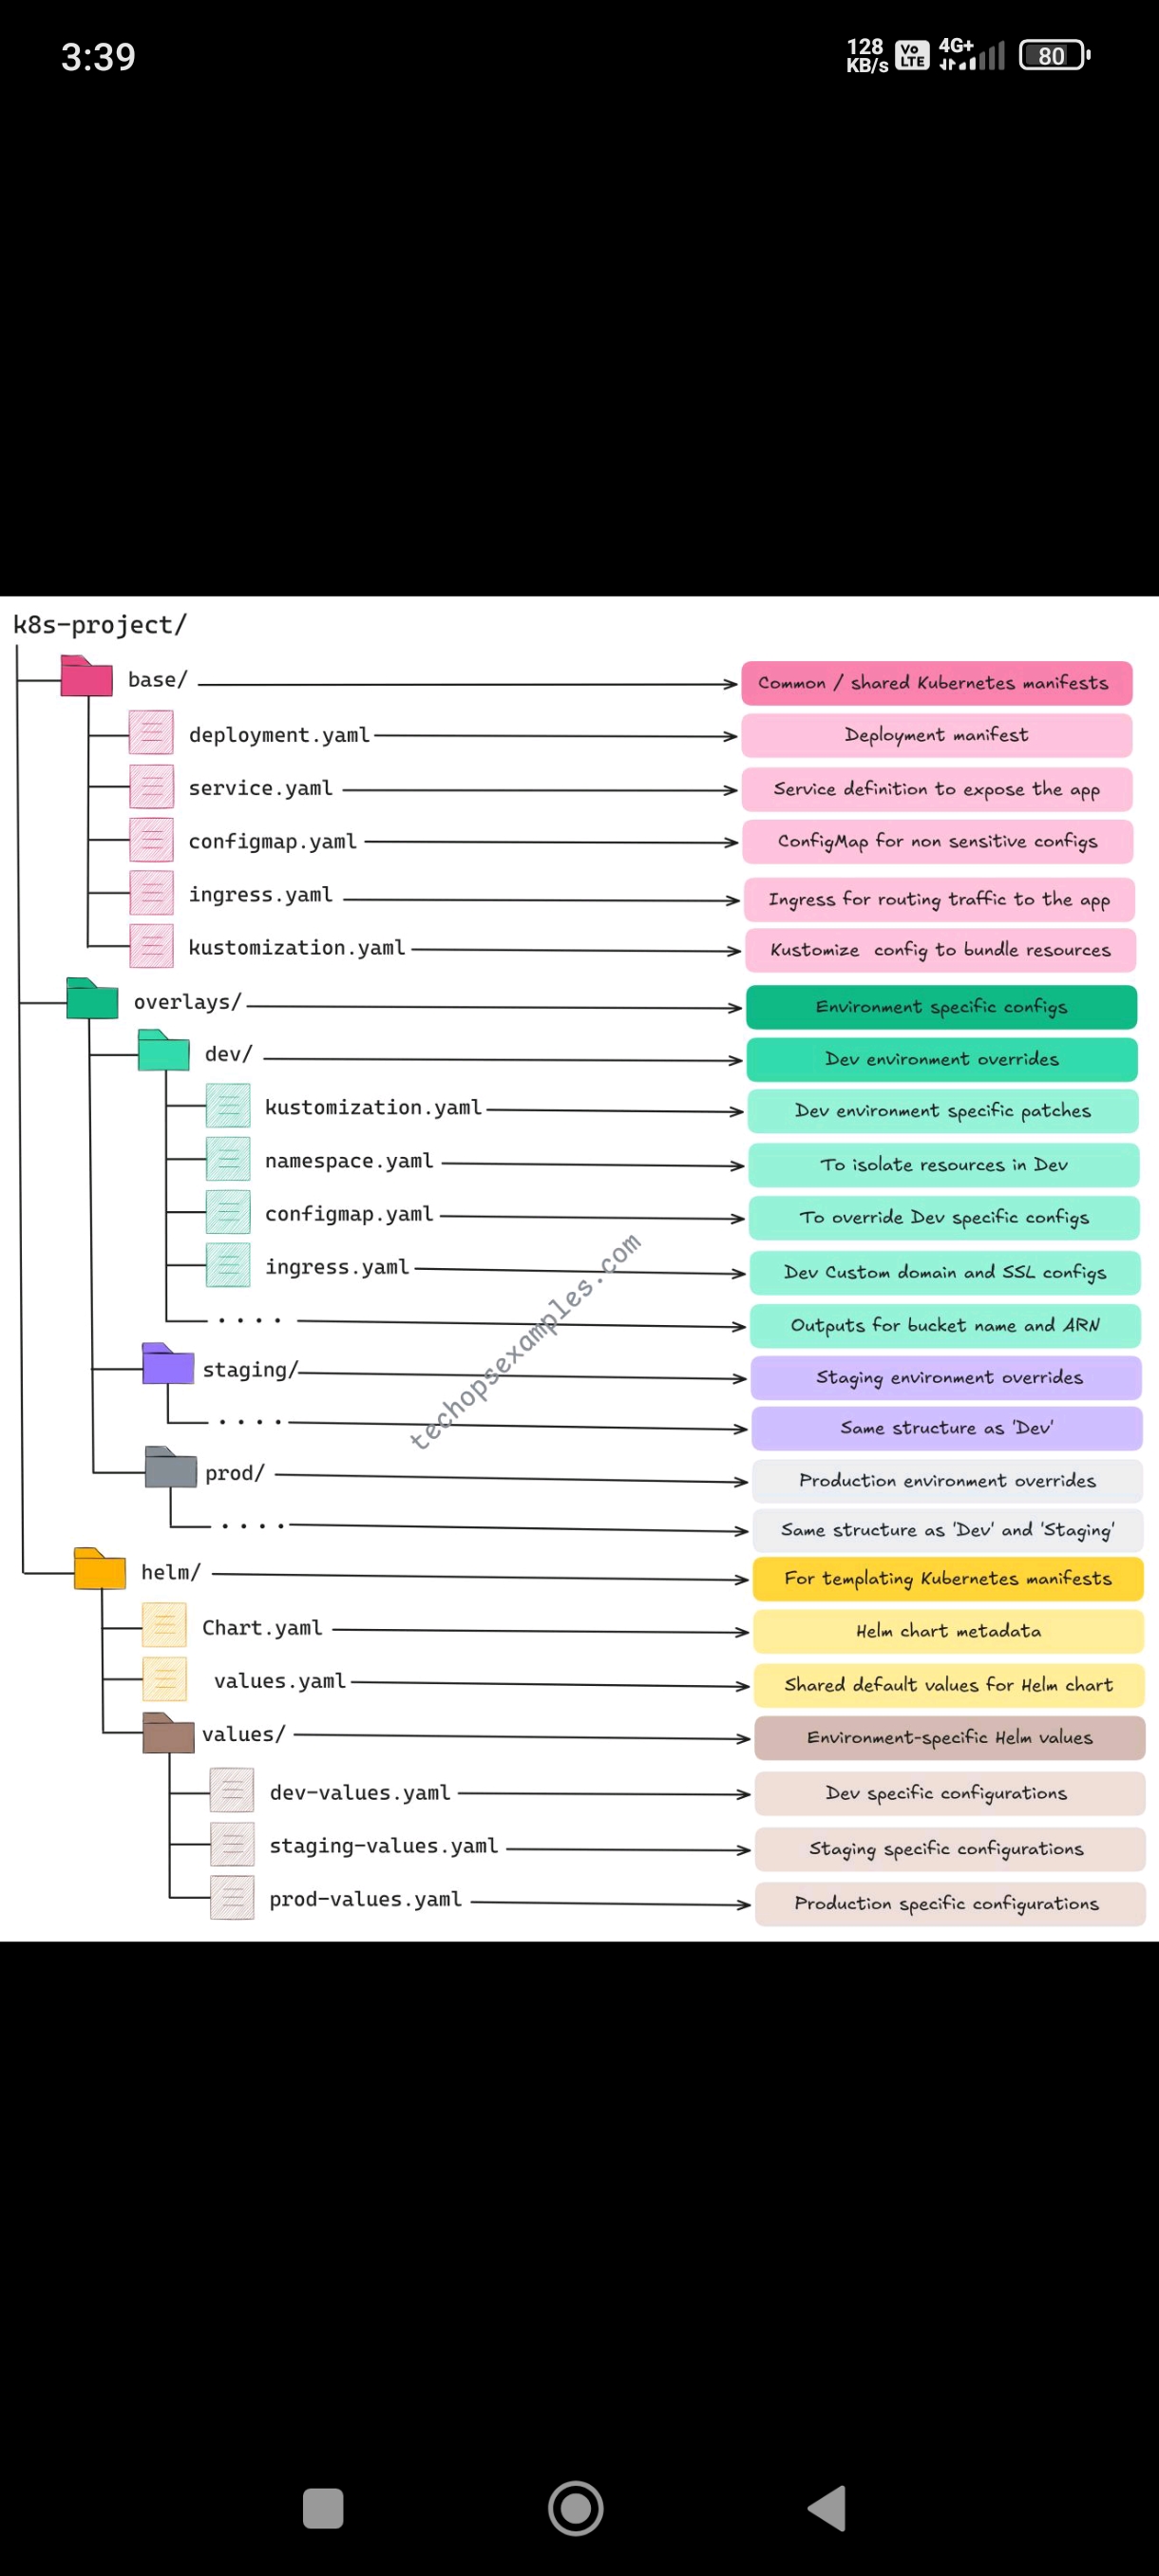 3:39
128 KB/s Vo LTE 4G+ 80
k8s-project/
base/ Common / shared Kubernetes manifests
deployment.yaml Deployment manifest
service.yaml Service definition to expose the app
configmap.yaml ConfigMap for non sensitive configs
ingress.yaml Ingress for routing traffic to the app
kustomization.yaml Kustomize config to bundle resources
overlays/ Environment specific configs
dev/ Dev environment overrides
kustomization.yaml Dev environment specific patches
namespace.yaml To isolate resources in Dev
configmap.yaml To override Dev specific configs
ingress.yaml Dev Custom domain and SSL configs
.... Outputs for bucket name and ARN
staging/ Staging environment overrides
.... Same structure as 'Dev'
prod/ Production environment overrides
.... Same structure as 'Dev' and 'Staging'
helm/ For templating Kubernetes manifests
Chart.yaml Helm chart metadata
values.yaml Shared default values for Helm chart
values/ Environment-specific Helm values
dev-values.yaml Dev specific configurations
staging-values.yaml Staging specific configurations
prod-values.yaml Production specific configurations
techopsexamples.com